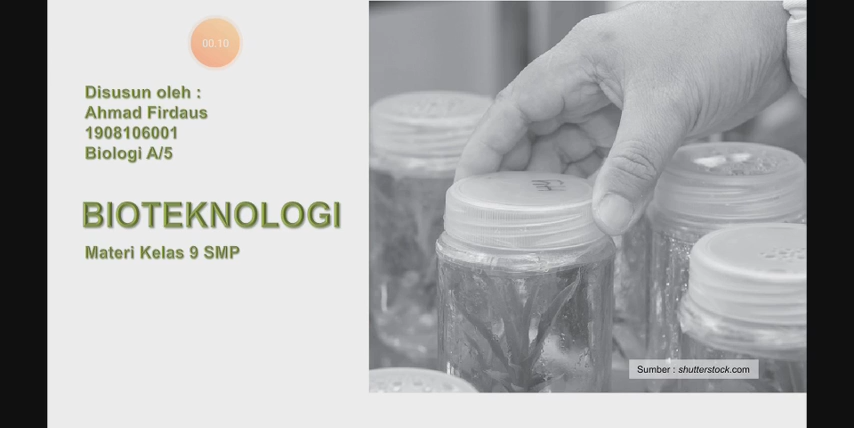 00.10
Disusun oleh :
Ahmad Firdaus
1908106001
Biologi A/5
BIOTEKNOLOGI
Materi Kelas 9 SMP
Sumber : shutterstock.com